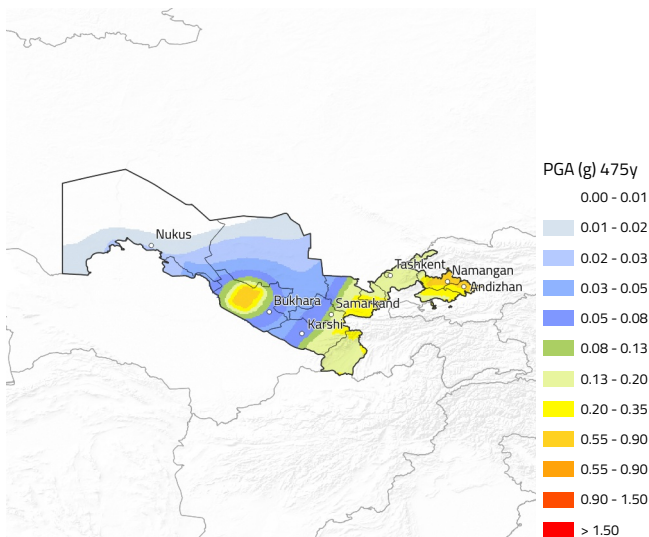 PGA (g) 475y
0.00 - 0.01
0.01 - 0.02
0.02 - 0.03
0.03 - 0.05
0.05 - 0.08
0.08 - 0.13
0.13 - 0.20
0.20 - 0.35
0.55 - 0.90
0.55 - 0.90
0.90 - 1.50
> 1.50
Nukus
Tashkent
Namangan
Andizhan
Bukhara
Samarkand
Karshi